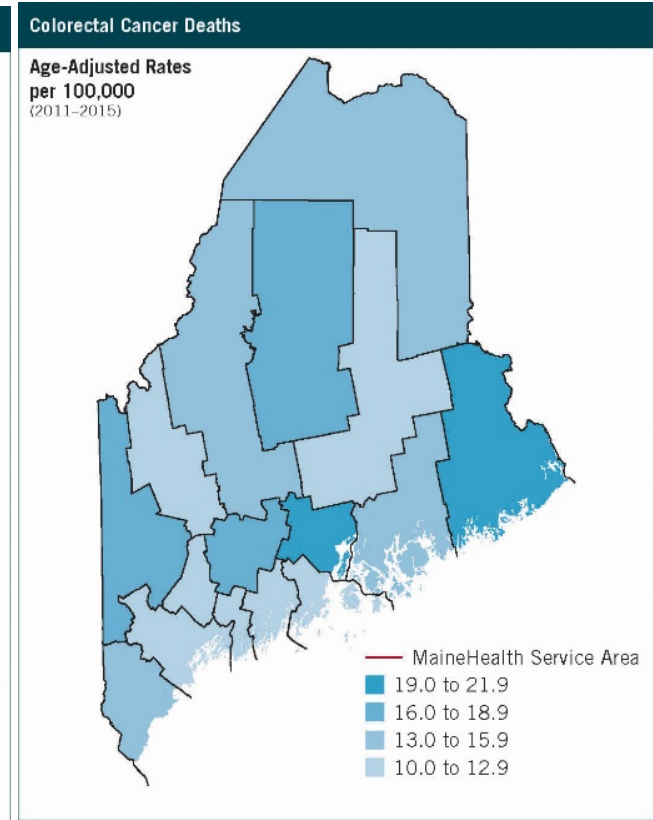 Colorectal Cancer Deaths
Age-Adjusted Rates
per 100,000
(2011–2015)
MaineHealth Service Area
19.0 to 21.9
16.0 to 18.9
13.0 to 15.9
10.0 to 12.9